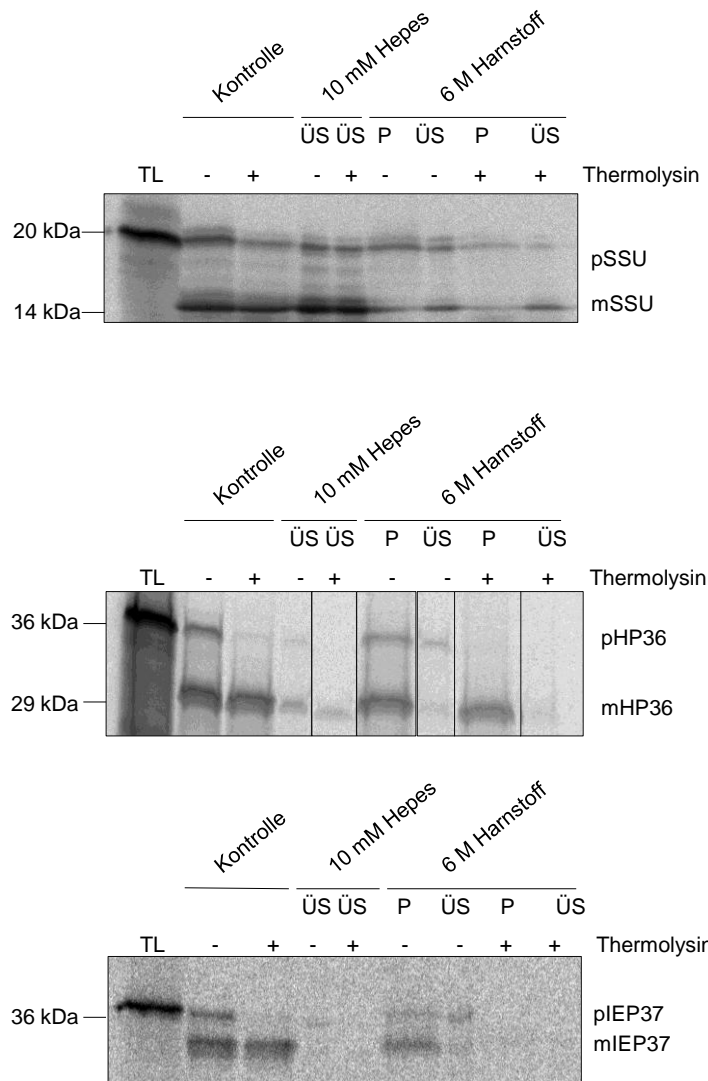 Kontrolle 10 mM Hepes 6 M Harnstoff
ÜS ÜS P ÜS P ÜS
TL - + - + - - + + Thermolysin
20 kDa
pSSU
mSSU
14 kDa
Kontrolle 10 mM Hepes 6 M Harnstoff
ÜS ÜS P ÜS P ÜS
TL - + - + - - + + Thermolysin
36 kDa pHP36
29 kDa mHP36
Kontrolle 10 mM Hepes 6 M Harnstoff
ÜS ÜS P ÜS P ÜS
TL - + - + - - + + Thermolysin
36 kDa pIEP37
mIEP37